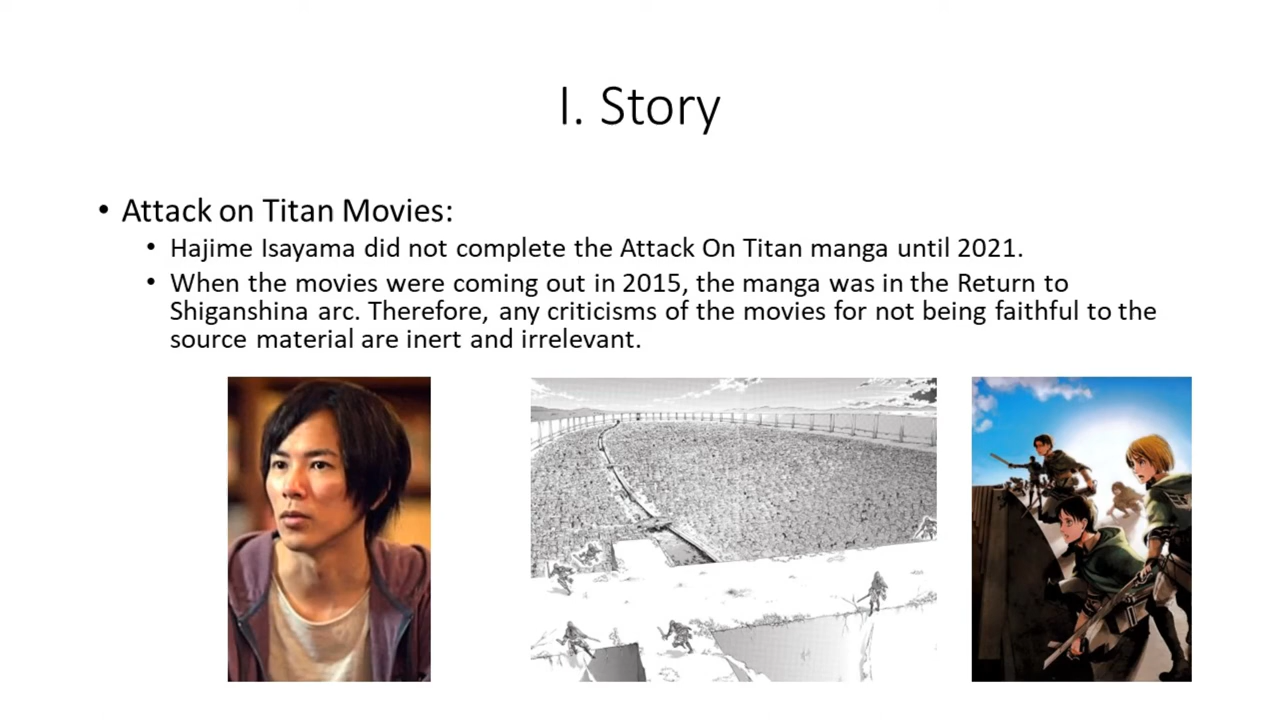 I. Story
• Attack on Titan Movies:
• Hajime Isayama did not complete the Attack On Titan manga until 2021.
• When the movies were coming out in 2015, the manga was in the Return to
Shiganshina arc. Therefore, any criticisms of the movies for not being faithful to the
source material are inert and irrelevant.